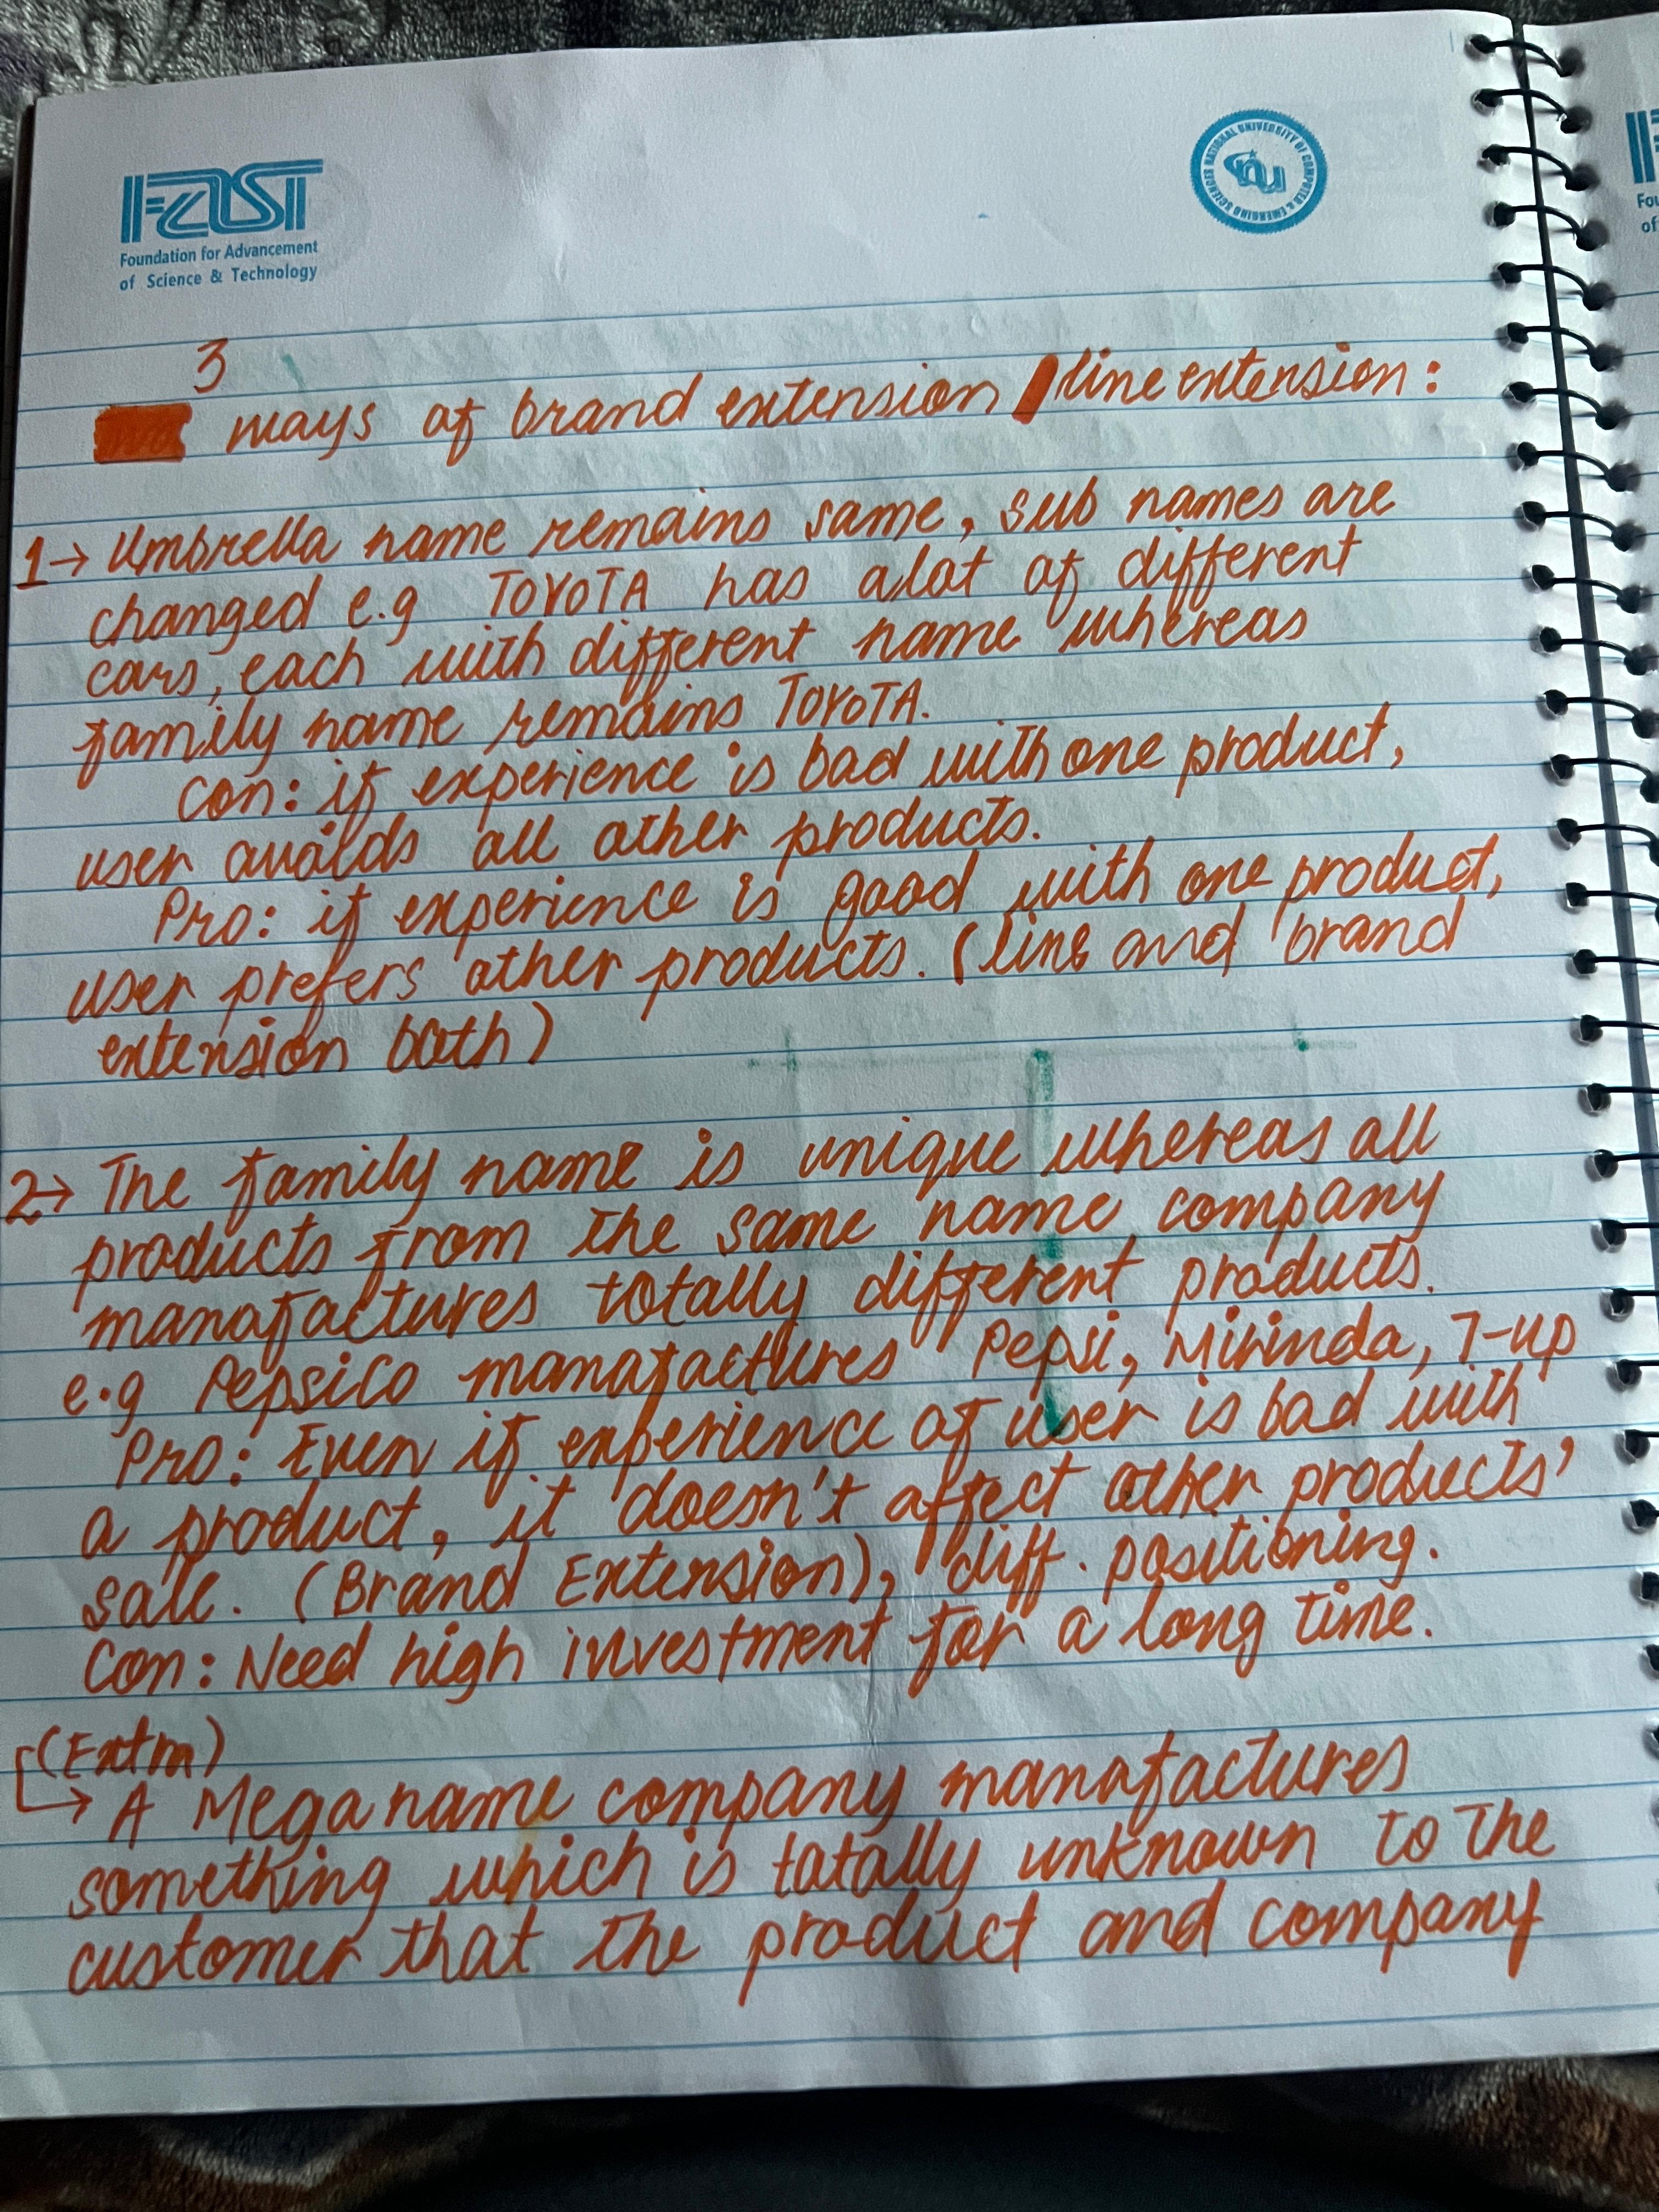 FAST
Foundation for Advancement
of Science & Technology
NATIONAL UNIVERSITY OF COMPUTER & EMERGING SCIENCES
nu
3
ways of brand extension / line extension:
1→ Umbrella name remains same, sub names are
changed e.g TOYOTA has alot of different
cars, each with different name whereas
family name remains TOYOTA.
Con: if experience is bad with one product,
user avoids all other products.
Pro: if experience is good with one product,
user prefers other products. (line and brand
extension both)
2→ The family name is unique whereas all
products from the same name company
manafactures totally different products.
e.g PepsiCo manafactures Pepsi, Mirinda, 7-up
Pro: Even if experience of user is bad with
a product, it doesn't affect other products'
sale. (Brand Extension), diff. positioning.
Con: Need high investment for a long time.
(Extra)
→ A Mega name company manafactures
something which is totally unknown to the
customer that the product and company